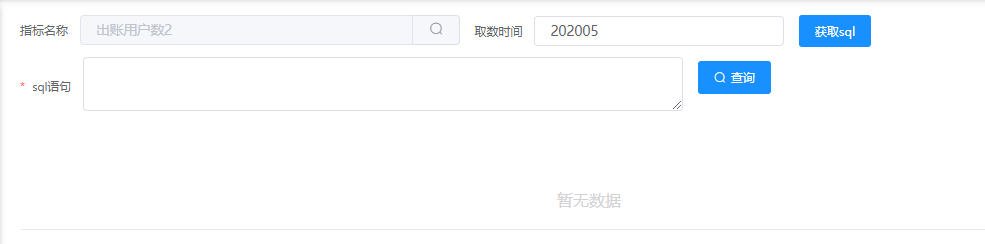 指标名称 出账用户数2 取数时间 202005 获取sql
* sql语句 查询
暂无数据